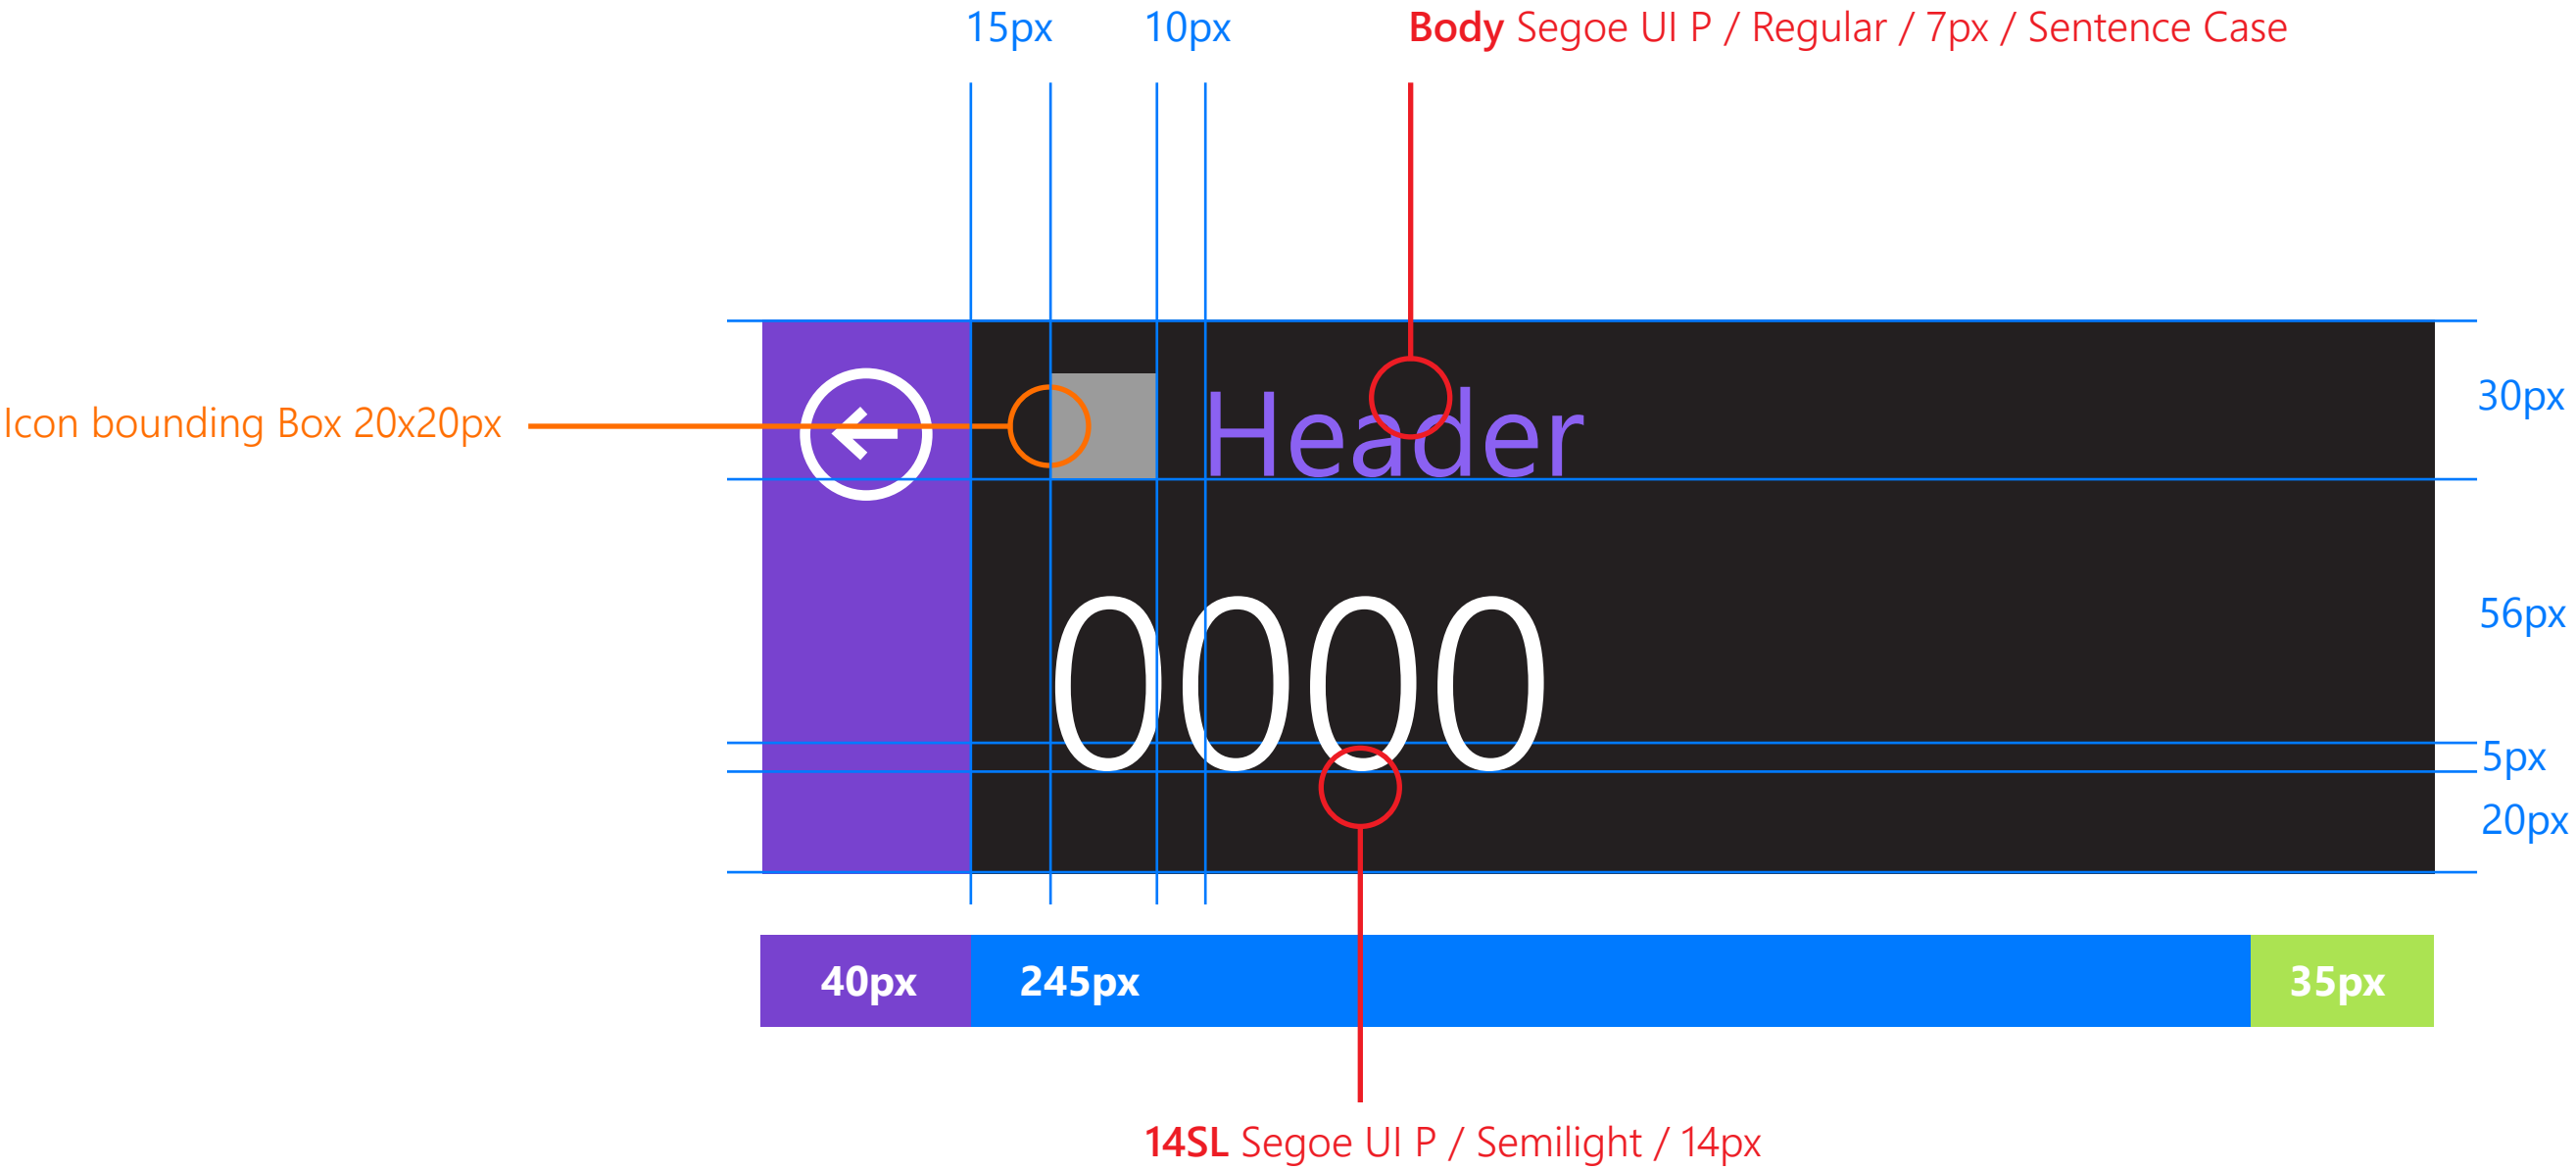 15px
10px
Body Segoe UI P / Regular / 7px / Sentence Case
Icon bounding Box 20x20px
Header
30px
0000
56px
5px
20px
40px
245px
35px
14SL Segoe UI P / Semilight / 14px